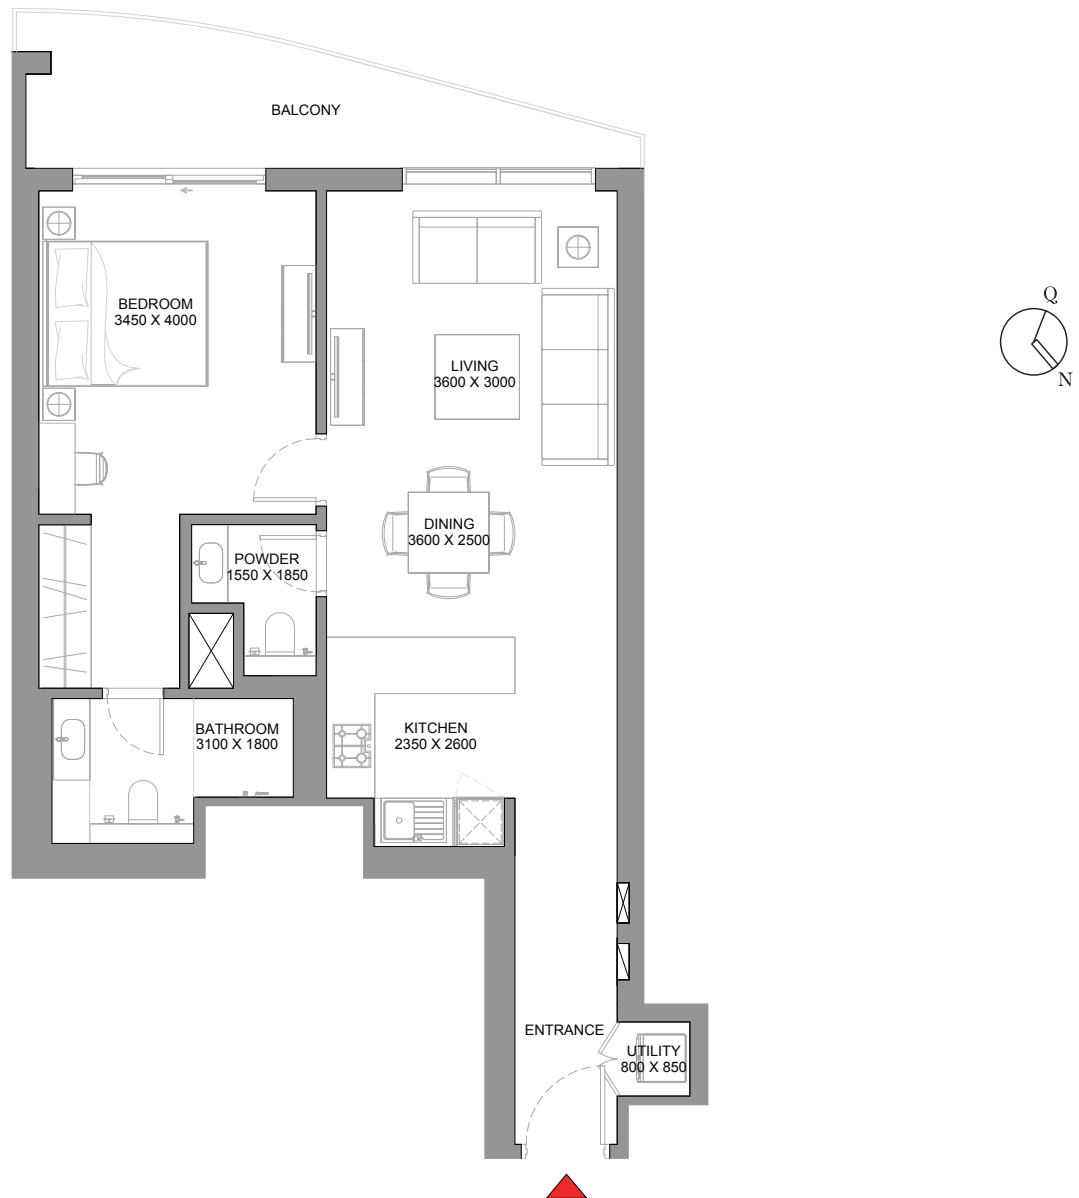 BALCONY
BEDROOM
3450 X 4000
Q
N
LIVING
3600 X 3000
DINING
3600 X 2500
POWDER
1550 X 1850
BATHROOM
3100 X 1800
KITCHEN
2350 X 2600
ENTRANCE
UTILITY
800 X 850